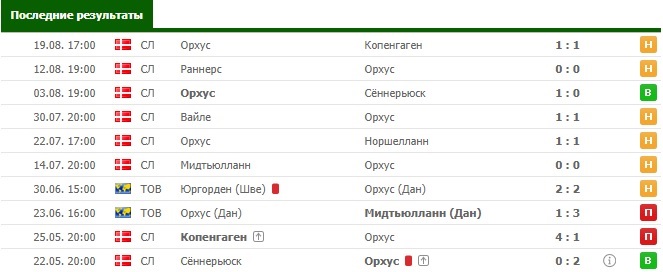 Последние результаты
19.08. 17:00 СЛ Орхус Копенгаген 1 : 1 Н
12.08. 19:00 СЛ Раннерс Орхус 0 : 0 Н
03.08. 19:00 СЛ Орхус Сённерьюск 1 : 0 В
30.07. 20:00 СЛ Вайле Орхус 1 : 1 Н
22.07. 17:00 СЛ Орхус Норшелланн 1 : 1 Н
14.07. 20:00 СЛ Мидтьюлланн Орхус 0 : 0 Н
30.06. 15:00 ТОВ Юргорден (Шве) Орхус (Дан) 2 : 2 Н
23.06. 16:00 ТОВ Орхус (Дан) Мидтьюлланн (Дан) 1 : 3 П
25.05. 20:00 СЛ Копенгаген Орхус 4 : 1 П
22.05. 20:00 СЛ Сённерьюск Орхус 0 : 2 В